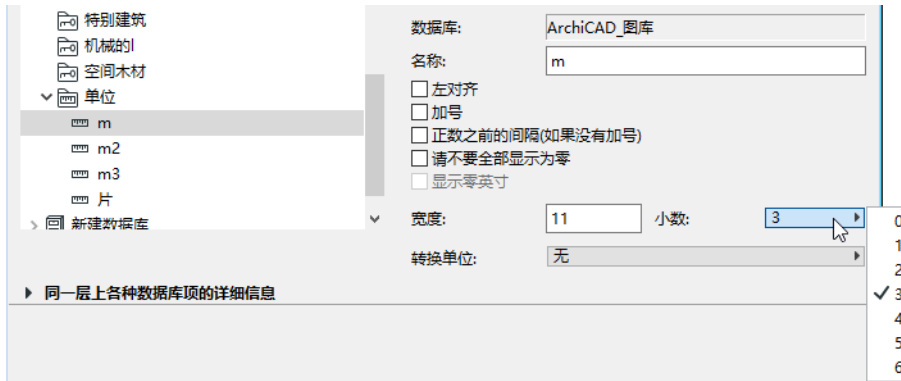 特别建筑
机械的I
空间木材
单位
m
m2
m3
片
新建数据库
数据库:
ArchiCAD_图库
名称:
m
左对齐
加号
正数之前的间隔(如果没有加号)
请不要全部显示为零
显示零英寸
宽度:
11
小数:
3
转换单位:
无
0
1
2
3
4
5
6
同一层上各种数据库项的详细信息